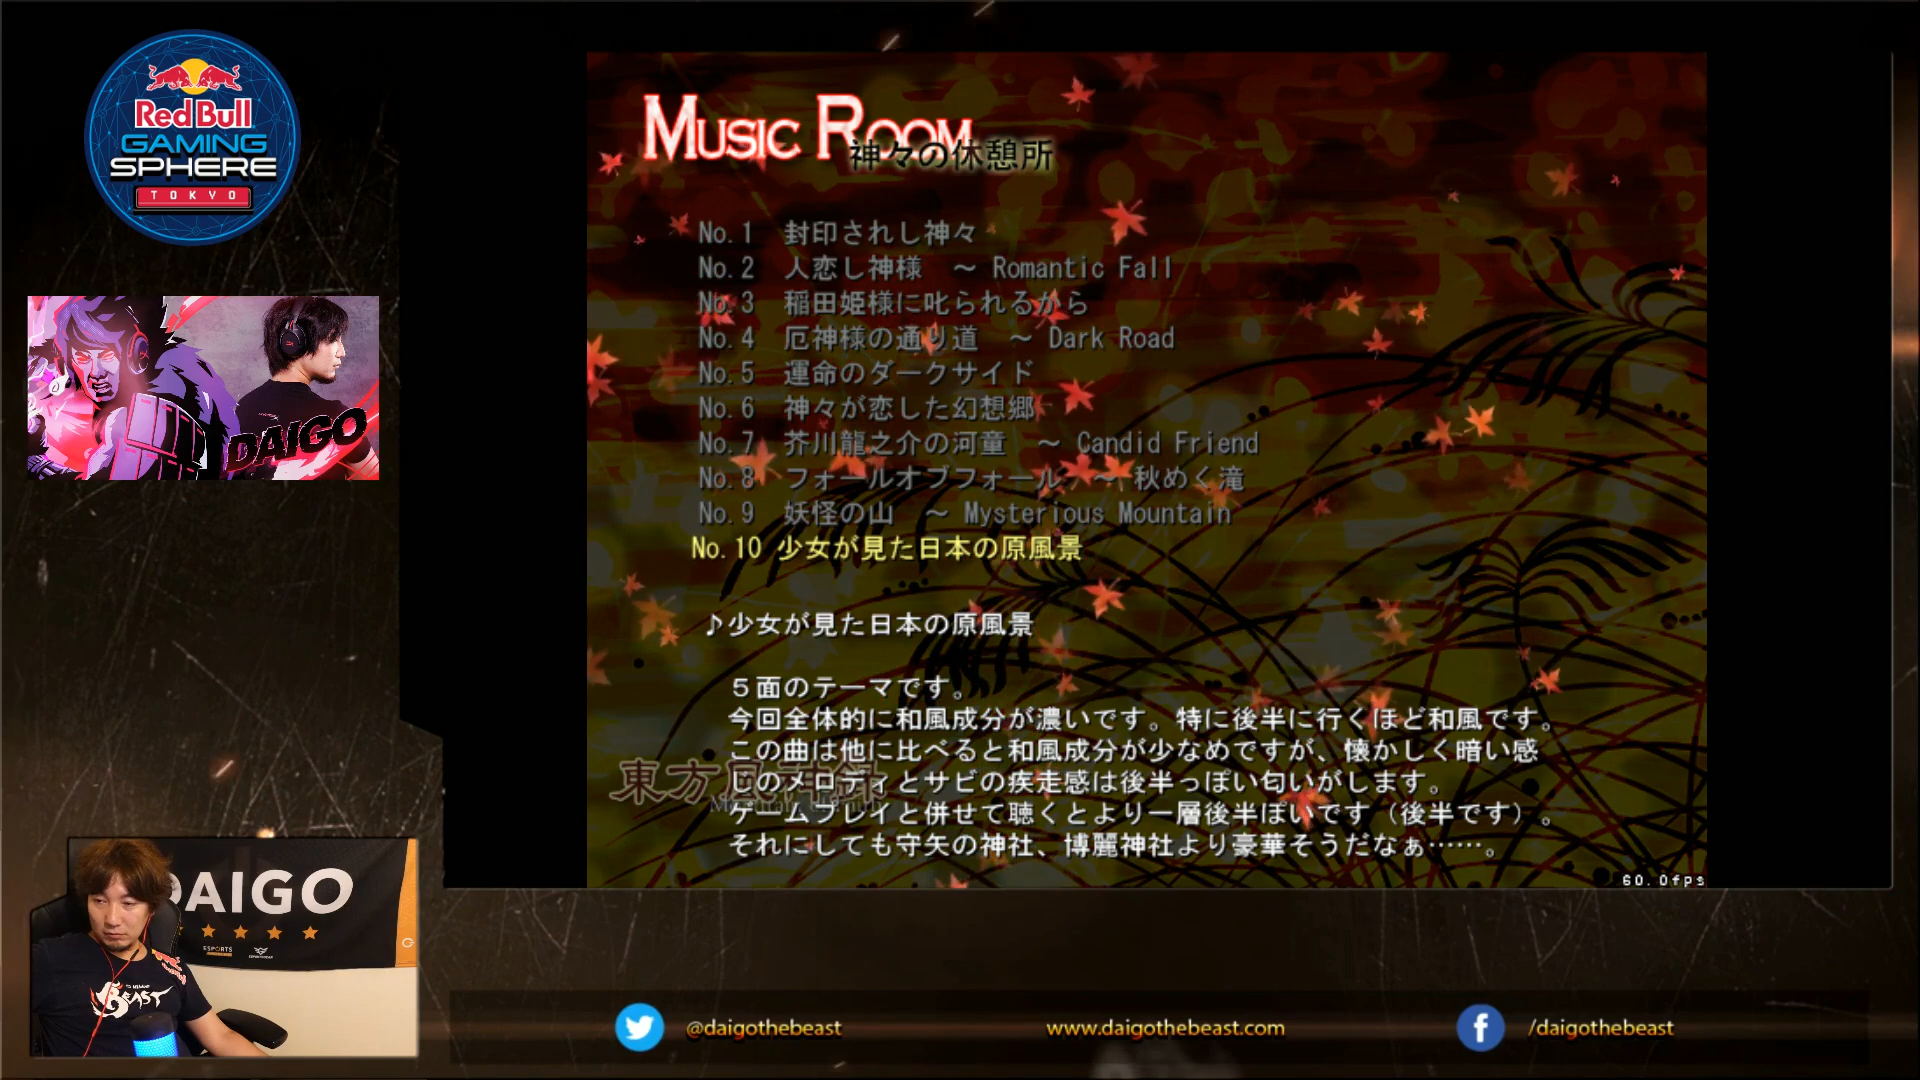 Red Bull
GAMING
SPHERE
TOKYO
DAIGO
MUSIC ROOM
神々の休憩所
No.1 封印されし神々
No.2 人恋し神様 ～ Romantic Fall
No.3 稲田姫様に叱られるから
No.4 厄神様の通り道 ～ Dark Road
No.5 運命のダークサイド
No.6 神々が恋した幻想郷
No.7 芥川龍之介の河童 ～ Candid Friend
No.8 フォールオブフォール ～ 秋めく滝
No.9 妖怪の山 ～ Mysterious Mountain
No.10 少女が見た日本の原風景
♪少女が見た日本の原風景
５面のテーマです。
今回全体的に和風成分が濃いです。特に後半に行くほど和風です。
この曲は他に比べると和風成分が少なめですが、懐かしく暗い感
じのメロディとサビの疾走感は後半っぽい匂いがします。
ゲームプレイと併せて聴くとより一層後半ぽいです（後半です）。
それにしても守矢の神社、博麗神社より豪華そうだなぁ……。
東方風神録
60.0fps
DAIGO
ESPORTS
BEAST
@daigothebeast
www.daigothebeast.com
/daigothebeast